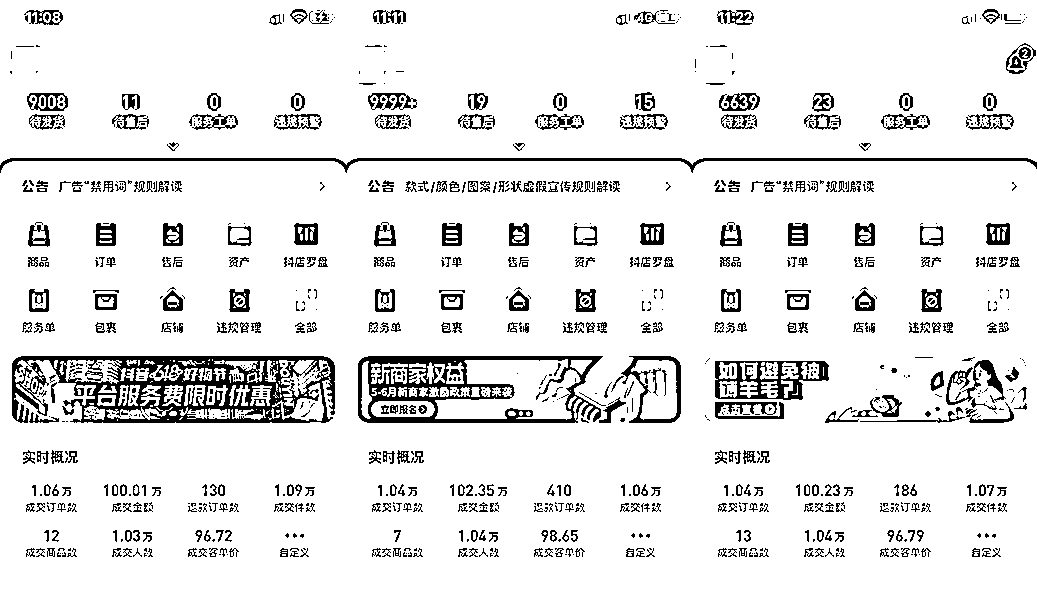 11:08
9008 11 0 0
待发货 待售后 服务工单 违规预警
公告 广告“禁用词”规则解读
商品 订单 售后 资产 抖店罗盘
服务单 包裹 店铺 违规管理 全部
抖音618好物节
平台服务费限时优惠
实时概况
1.06万 100.01万 130 1.09万
成交订单数 成交金额 退款订单数 成交件数
12 1.03万 96.72
成交商品数 成交人数 成交客单价 自定义
11:11 4G
9999+ 19 0 15
待发货 待售后 服务工单 违规预警
公告 款式/颜色/图案/形状虚假宣传规则解读
商品 订单 售后 资产 抖店罗盘
服务单 包裹 店铺 违规管理 全部
新商家权益
5-6月新商家激励政策重磅来袭
立即报名
实时概况
1.04万 102.35万 410 1.06万
成交订单数 成交金额 退款订单数 成交件数
7 1.04万 98.65
成交商品数 成交人数 成交客单价 自定义
11:22
2
6639 23 0 0
待发货 待售后 服务工单 违规预警
公告 广告“禁用词”规则解读
商品 订单 售后 资产 抖店罗盘
服务单 包裹 店铺 违规管理 全部
如何避免被
薅羊毛了
点击查看
实时概况
1.04万 100.23万 186 1.07万
成交订单数 成交金额 退款订单数 成交件数
13 1.04万 96.79
成交商品数 成交人数 成交客单价 自定义